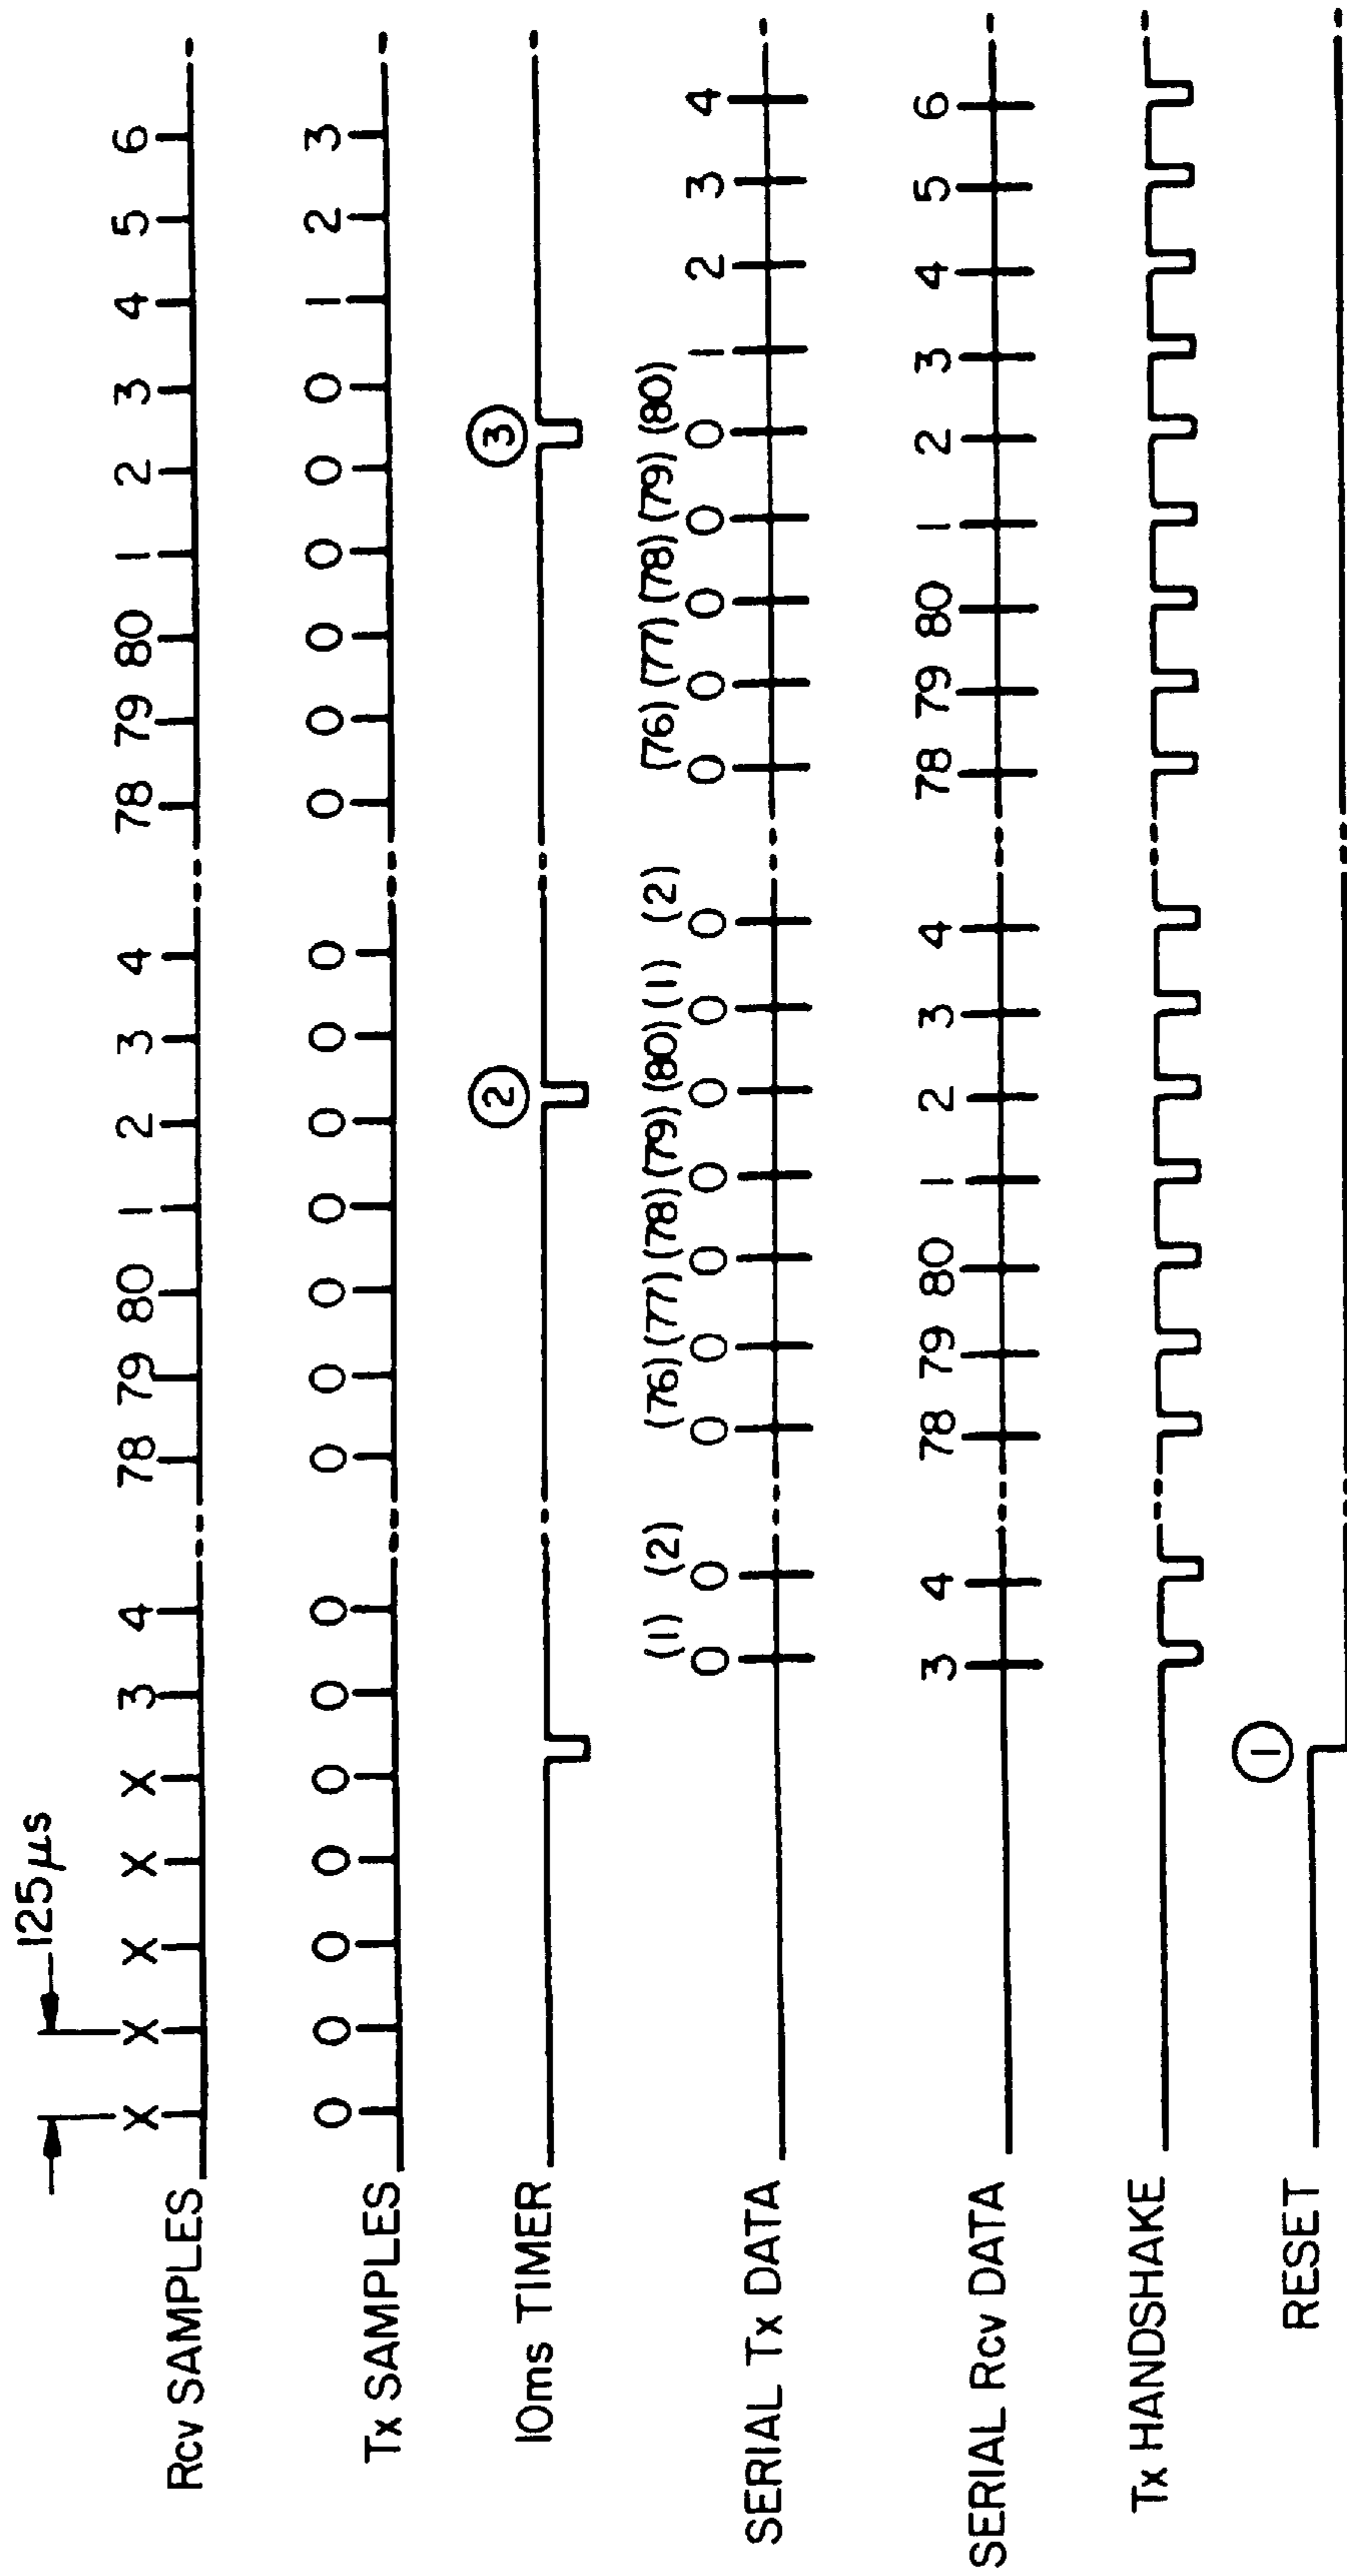 125µs
Rcv SAMPLES X X X X X 3 4 78 79 80 1 2 3 4 78 79 80 1 2 3 4 5 6
Tx SAMPLES 0 0 0 0 0 0 0 0 0 0 0 0 0 0 0 0 0 0 0 0 1 2 3
10ms TIMER 2 3
(1) (2) (76) (77) (78) (79) (80) (1) (2) (76) (77) (78) (79) (80)
SERIAL Tx DATA 0 0 0 0 0 0 0 0 0 0 0 0 0 0 1 2 3 4
SERIAL Rcv DATA 3 4 78 79 80 1 2 3 4 78 79 80 1 2 3 4 5 6
Tx HANDSHAKE
1
RESET